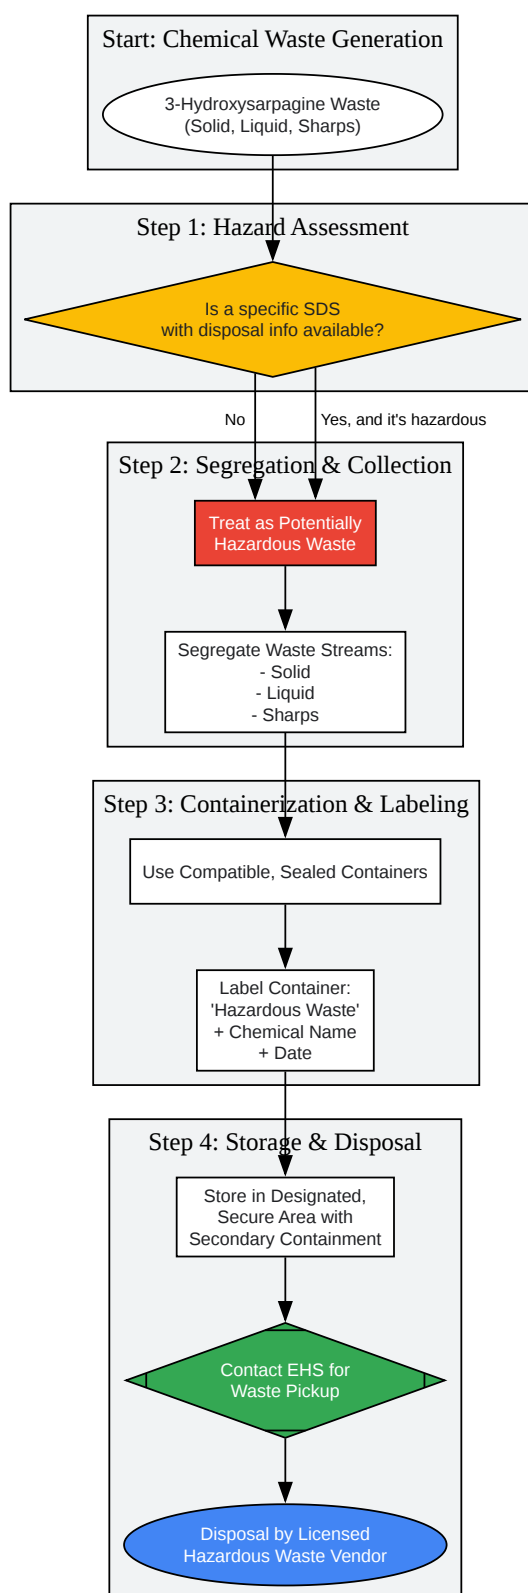 Start: Chemical Waste Generation
3-Hydroxysarpagine Waste
(Solid, Liquid, Sharps)
Step 1: Hazard Assessment
Is a specific SDS
with disposal info available?
No
Yes, and it's hazardous
Step 2: Segregation & Collection
Treat as Potentially
Hazardous Waste
Segregate Waste Streams:
- Solid
- Liquid
- Sharps
Step 3: Containerization & Labeling
Use Compatible, Sealed Containers
Label Container:
'Hazardous Waste'
+ Chemical Name
+ Date
Step 4: Storage & Disposal
Store in Designated,
Secure Area with
Secondary Containment
Contact EHS for
Waste Pickup
Disposal by Licensed
Hazardous Waste Vendor